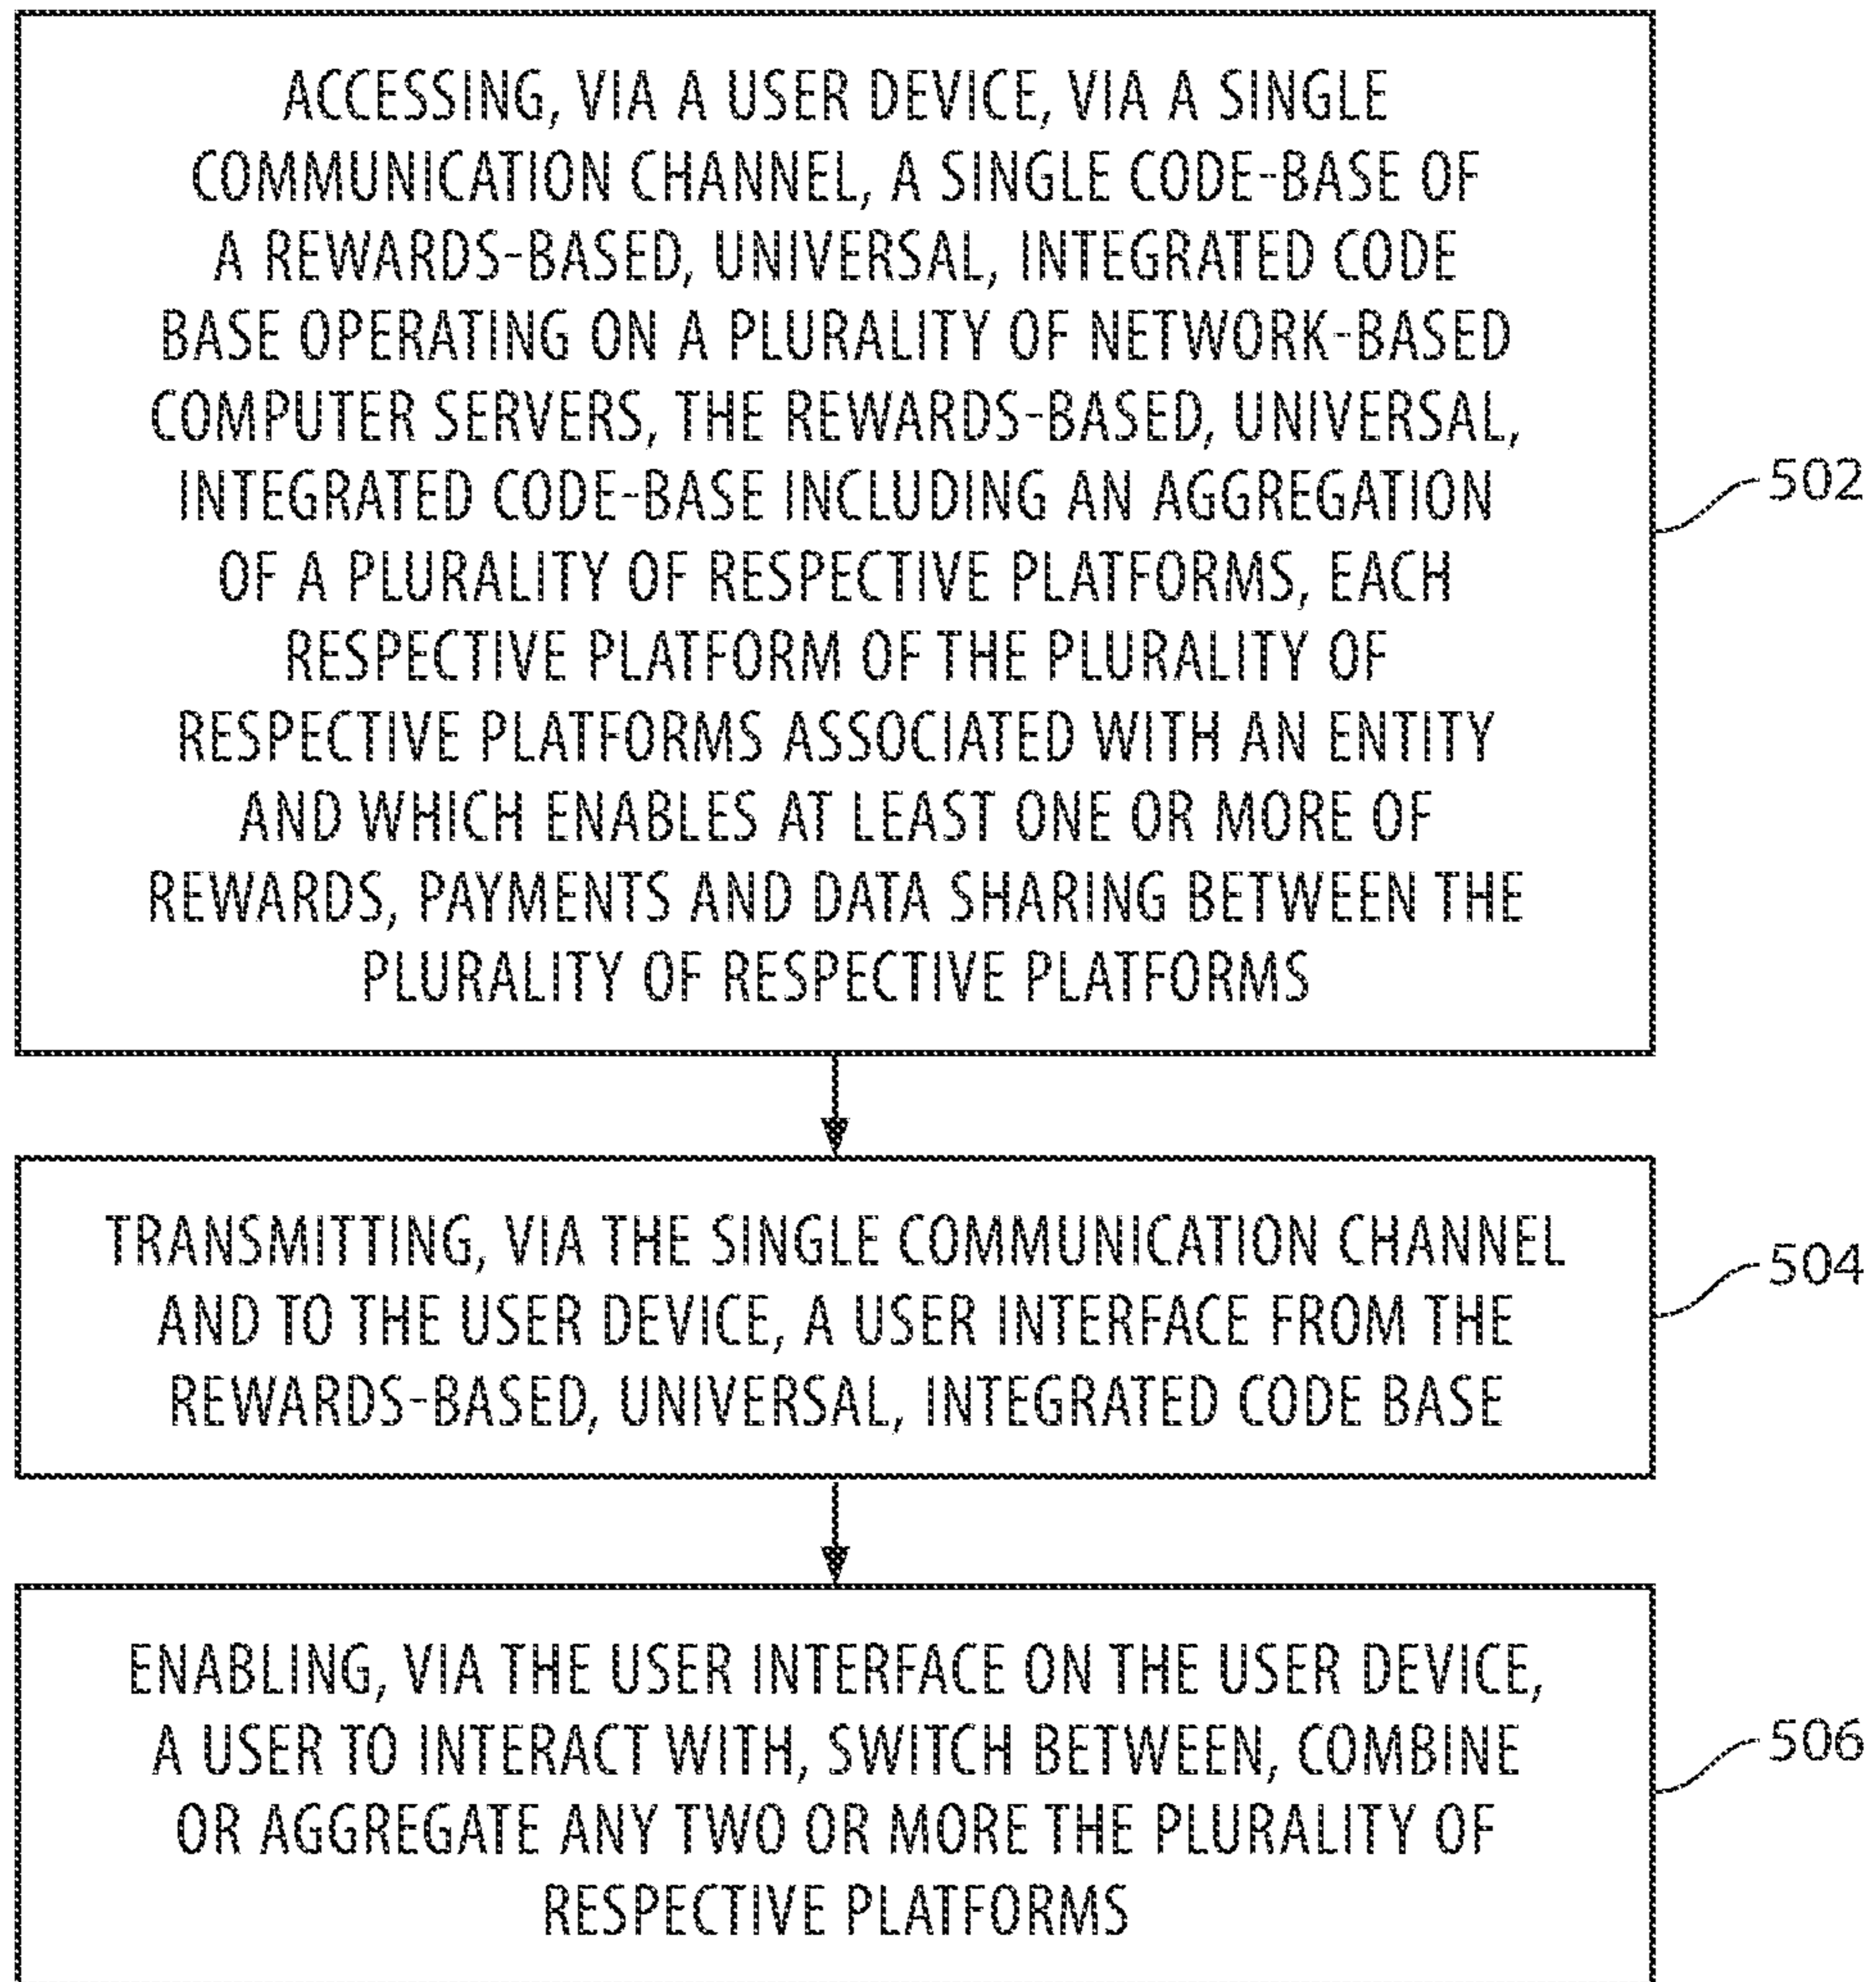 ACCESSING, VIA A USER DEVICE, VIA A SINGLE
COMMUNICATION CHANNEL, A SINGLE CODE-BASE OF
A REWARDS-BASED, UNIVERSAL, INTEGRATED CODE
BASE OPERATING ON A PLURALITY OF NETWORK-BASED
COMPUTER SERVERS, THE REWARDS-BASED, UNIVERSAL,
INTEGRATED CODE-BASE INCLUDING AN AGGREGATION
OF A PLURALITY OF RESPECTIVE PLATFORMS, EACH
RESPECTIVE PLATFORM OF THE PLURALITY OF
RESPECTIVE PLATFORMS ASSOCIATED WITH AN ENTITY
AND WHICH ENABLES AT LEAST ONE OR MORE OF
REWARDS, PAYMENTS AND DATA SHARING BETWEEN THE
PLURALITY OF RESPECTIVE PLATFORMS
502
TRANSMITTING, VIA THE SINGLE COMMUNICATION CHANNEL
AND TO THE USER DEVICE, A USER INTERFACE FROM THE
REWARDS-BASED, UNIVERSAL, INTEGRATED CODE BASE
504
ENABLING, VIA THE USER INTERFACE ON THE USER DEVICE,
A USER TO INTERACT WITH, SWITCH BETWEEN, COMBINE
OR AGGREGATE ANY TWO OR MORE THE PLURALITY OF
RESPECTIVE PLATFORMS
506